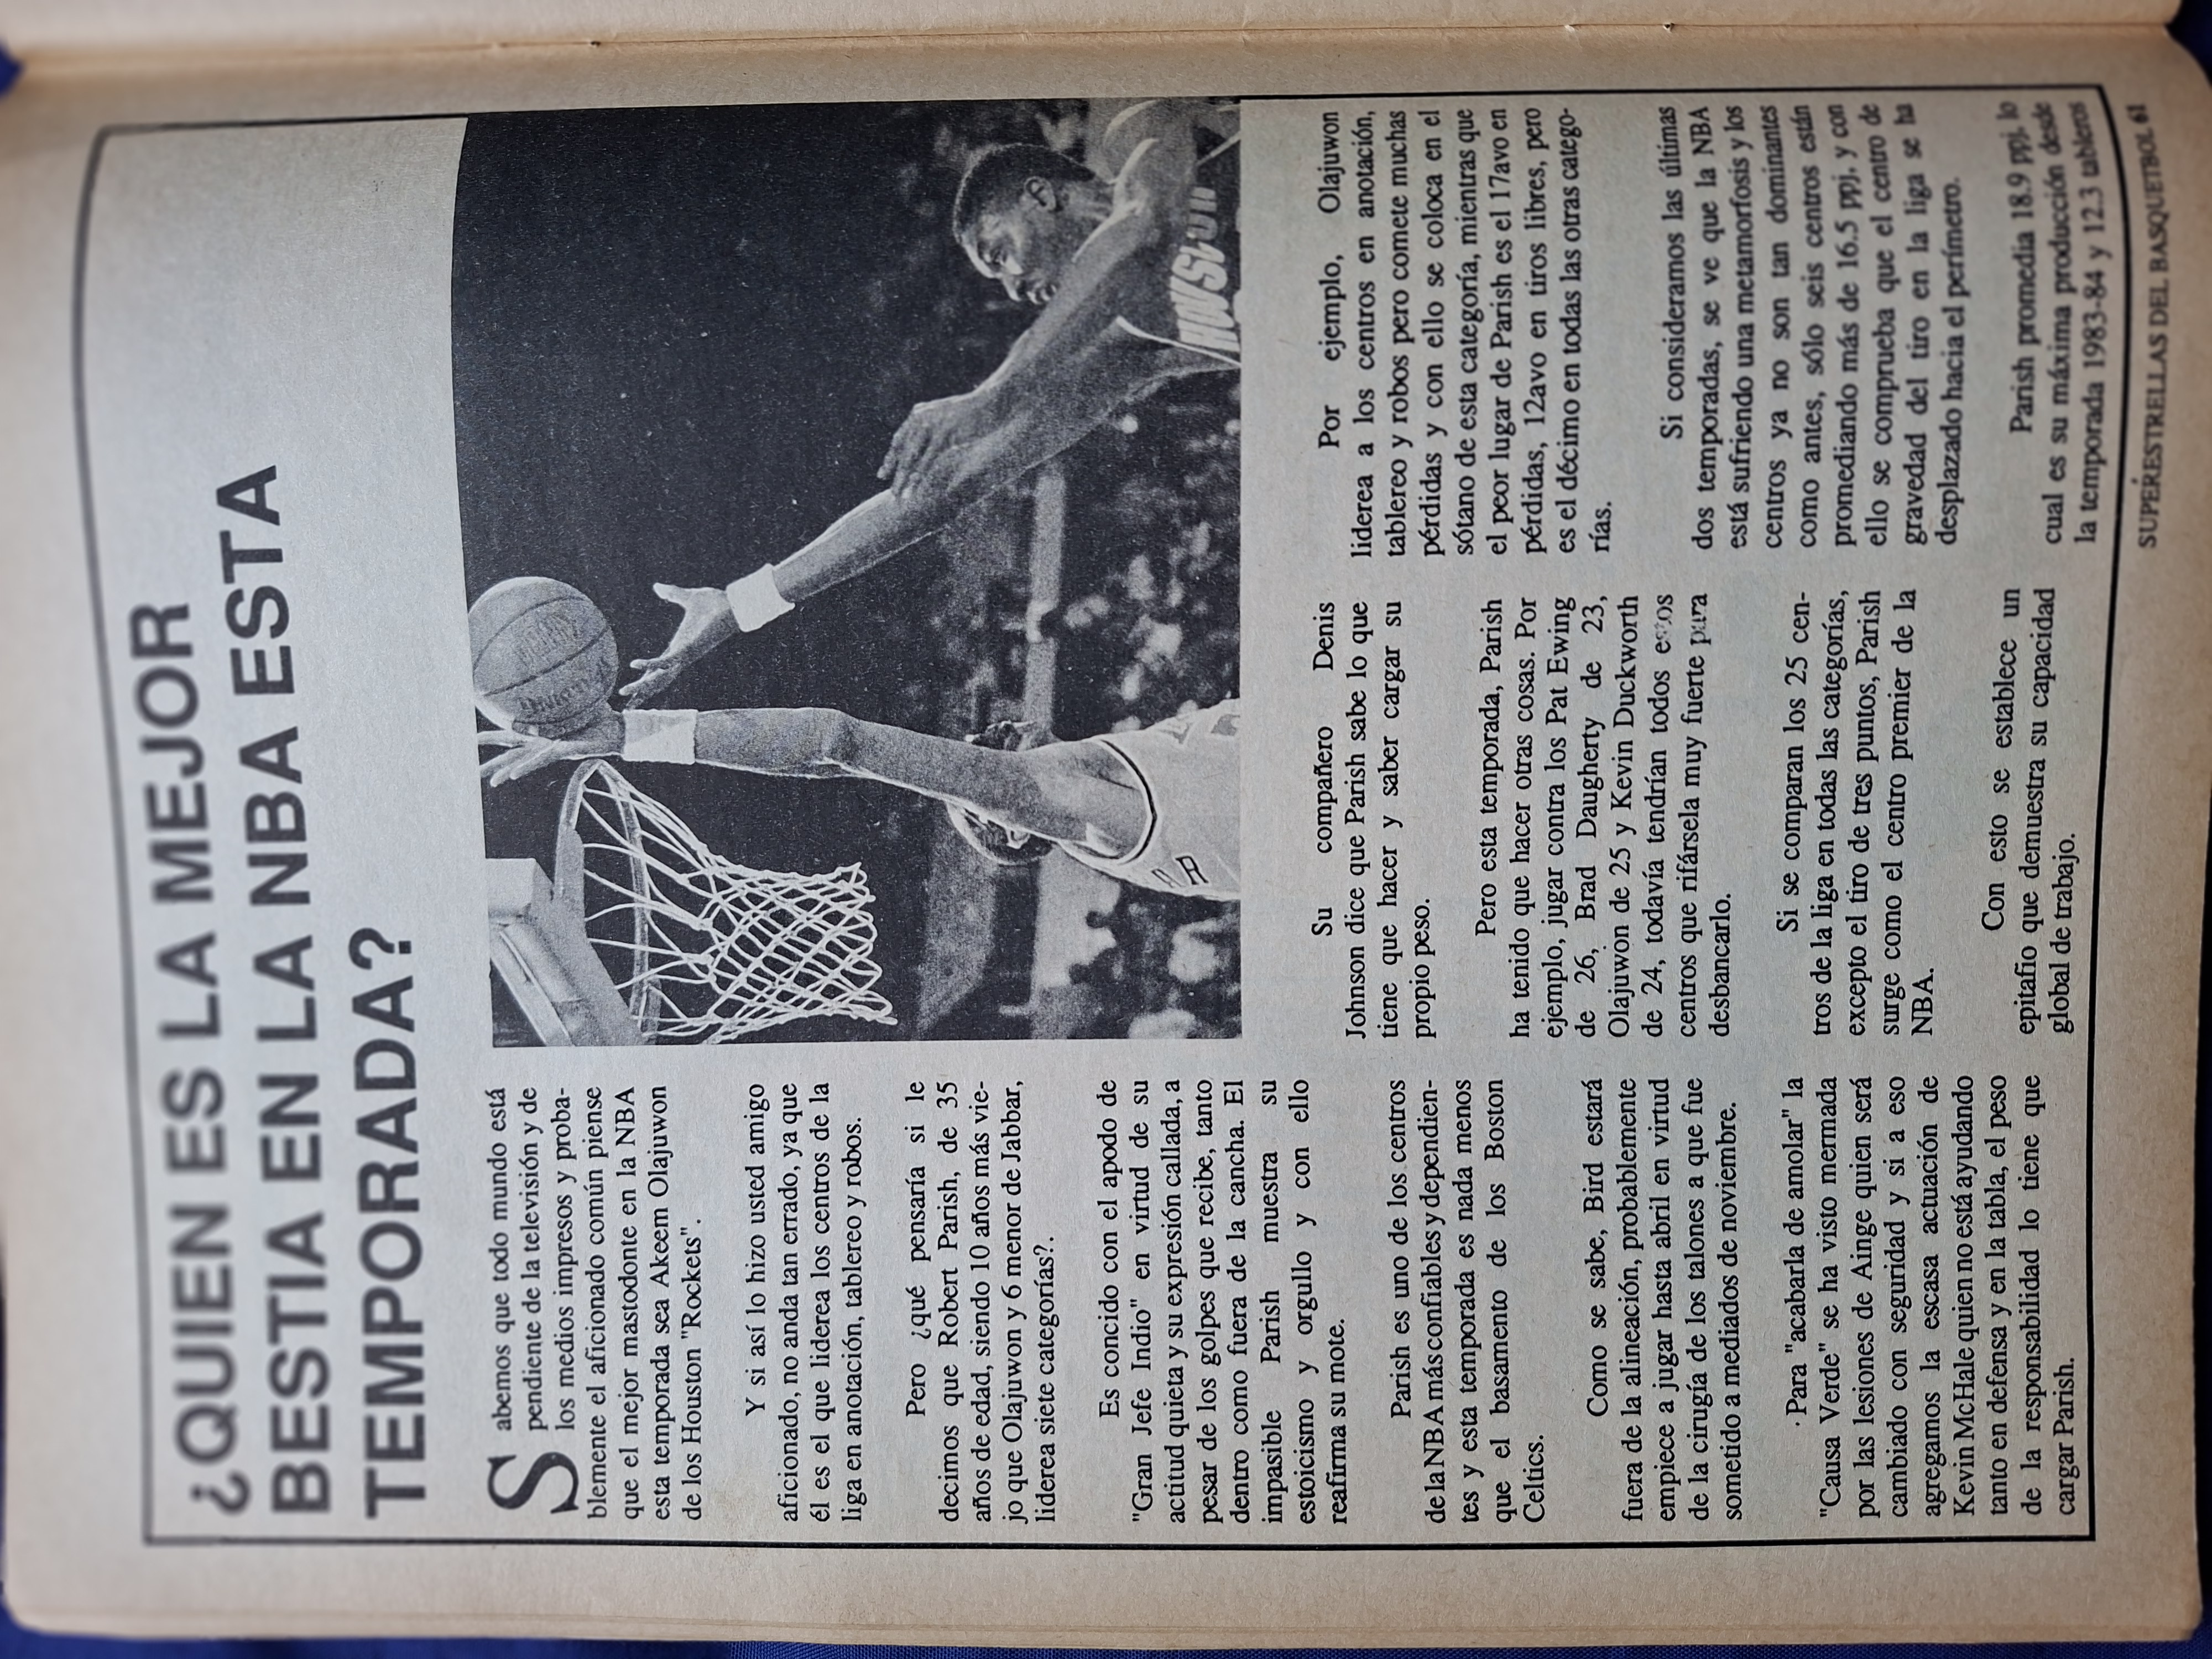 ¿QUIEN ES LA MEJOR
BESTIA EN LA NBA ESTA
TEMPORADA?
Sabemos que todo mundo está
pendiente de la televisión y de
los medios impresos y proba-
blemente el aficionado común piense
que el mejor mastodonte en la NBA
esta temporada sea Akeem Olajuwon
de los Houston "Rockets".
Y si así lo hizo usted amigo
aficionado, no anda tan errado, ya que
él es el que liderea los centros de la
liga en anotación, tablereo y robos.
Pero ¿qué pensaría si le
decimos que Robert Parish, de 35
años de edad, siendo 10 años más vie-
jo que Olajuwon y 6 menor de Jabbar,
liderea siete categorías?.
Es concido con el apodo de
"Gran Jefe Indio" en virtud de su
actitud quieta y su expresión callada, a
pesar de los golpes que recibe, tanto
dentro como fuera de la cancha. El
impasible Parish muestra su
estoicismo y orgullo y con ello
reafirma su mote.
Parish es uno de los centros
de la NBA más confiables y dependien-
tes y esta temporada es nada menos
que el basamento de los Boston
Celtics.
Como se sabe, Bird estará
fuera de la alineación, probablemente
empiece a jugar hasta abril en virtud
de la cirugía de los talones a que fue
sometido a mediados de noviembre.
Para "acabarla de amolar" la
"Causa Verde" se ha visto mermada
por las lesiones de Ainge quien será
cambiado con seguridad y si a eso
agregamos la escasa actuación de
Kevin McHale quien no está ayudando
tanto en defensa y en la tabla, el peso
de la responsabilidad lo tiene que
cargar Parish.
HOUSTON
Su compañero Denis
Johnson dice que Parish sabe lo que
tiene que hacer y saber cargar su
propio peso.
Pero esta temporada, Parish
ha tenido que hacer otras cosas. Por
ejemplo, jugar contra los Pat Ewing
de 26, Brad Daugherty de 23,
Olajuwon de 25 y Kevin Duckworth
de 24, todavía tendrían todos estos
centros que rifársela muy fuerte para
desbancarlo.
Si se comparan los 25 cen-
tros de la liga en todas las categorías,
excepto el tiro de tres puntos, Parish
surge como el centro premier de la
NBA.
Con esto se establece un
epitafio que demuestra su capacidad
global de trabajo.
Por ejemplo, Olajuwon
liderea a los centros en anotación,
tablereo y robos pero comete muchas
pérdidas y con ello se coloca en el
sótano de esta categoría, mientras que
el peor lugar de Parish es el 17avo en
pérdidas, 12avo en tiros libres, pero
es el décimo en todas las otras catego-
rías.
Si consideramos las últimas
dos temporadas, se ve que la NBA
está sufriendo una metamorfosis y los
centros ya no son tan dominantes
como antes, sólo seis centros están
promediando más de 16.5 ppj, y con
ello se comprueba que el centro de
gravedad del tiro en la liga se ha
desplazado hacia el perímetro.
Parish promedia 18.9 ppj, lo
cual es su máxima producción desde
la temporada 1983-84 y 12.3 tableros
SUPERESTRELLAS DEL BASQUETBOL 61